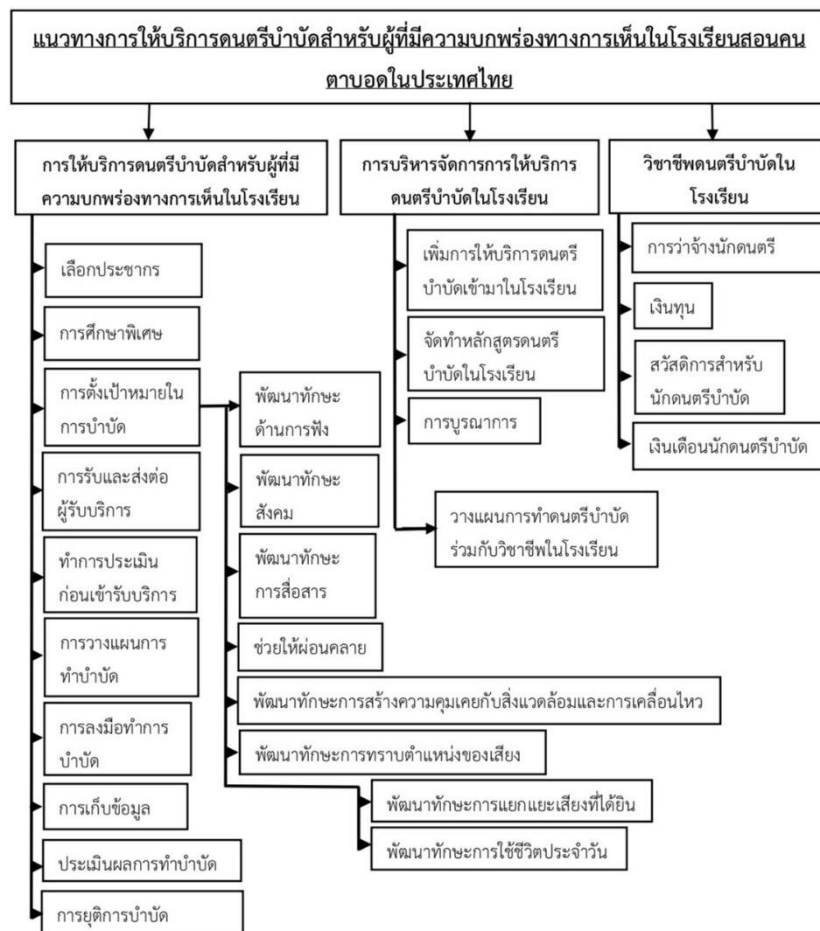 แนวทางการให้บริการดนตรีบำบัดสำหรับผู้ที่มีความบกพร่องทางการเห็นในโรงเรียนสอนคน
ตาบอดในประเทศไทย
การให้บริการดนตรีบำบัดสำหรับผู้ที่มี
ความบกพร่องทางการเห็นในโรงเรียน
เลือกประชากร
การศึกษาพิเศษ
การตั้งเป้าหมายใน
การบำบัด
พัฒนาทักษะ
ด้านการฟัง
พัฒนาทักษะ
สังคม
พัฒนาทักษะ
การสื่อสาร
ช่วยให้ผ่อนคลาย
พัฒนาทักษะการสร้างความคุมเคยกับสิ่งแวดล้อมและการเคลื่อนไหว
พัฒนาทักษะการทราบตำแหน่งของเสียง
พัฒนาทักษะการแยกแยะเสียงที่ได้ยิน
พัฒนาทักษะการใช้ชีวิตประจำวัน
การรับและส่งต่อ
ผู้รับบริการ
ทำการประเมิน
ก่อนเข้ารับบริการ
การวางแผนการ
ทำบำบัด
การลงมือทำการ
บำบัด
การเก็บข้อมูล
ประเมินผลการทำบำบัด
การยุติการบำบัด
การบริหารจัดการการให้บริการ
ดนตรีบำบัดในโรงเรียน
เพิ่มการให้บริการดนตรี
บำบัดเข้ามาในโรงเรียน
จัดทำหลักสูตรดนตรี
บำบัดในโรงเรียน
การบูรณาการ
วางแผนการทำดนตรีบำบัด
ร่วมกับวิชาชีพในโรงเรียน
วิชาชีพดนตรีบำบัดใน
โรงเรียน
การว่าจ้างนักดนตรี
เงินทุน
สวัสดิการสำหรับ
นักดนตรีบำบัด
เงินเดือนนักดนตรีบำบัด